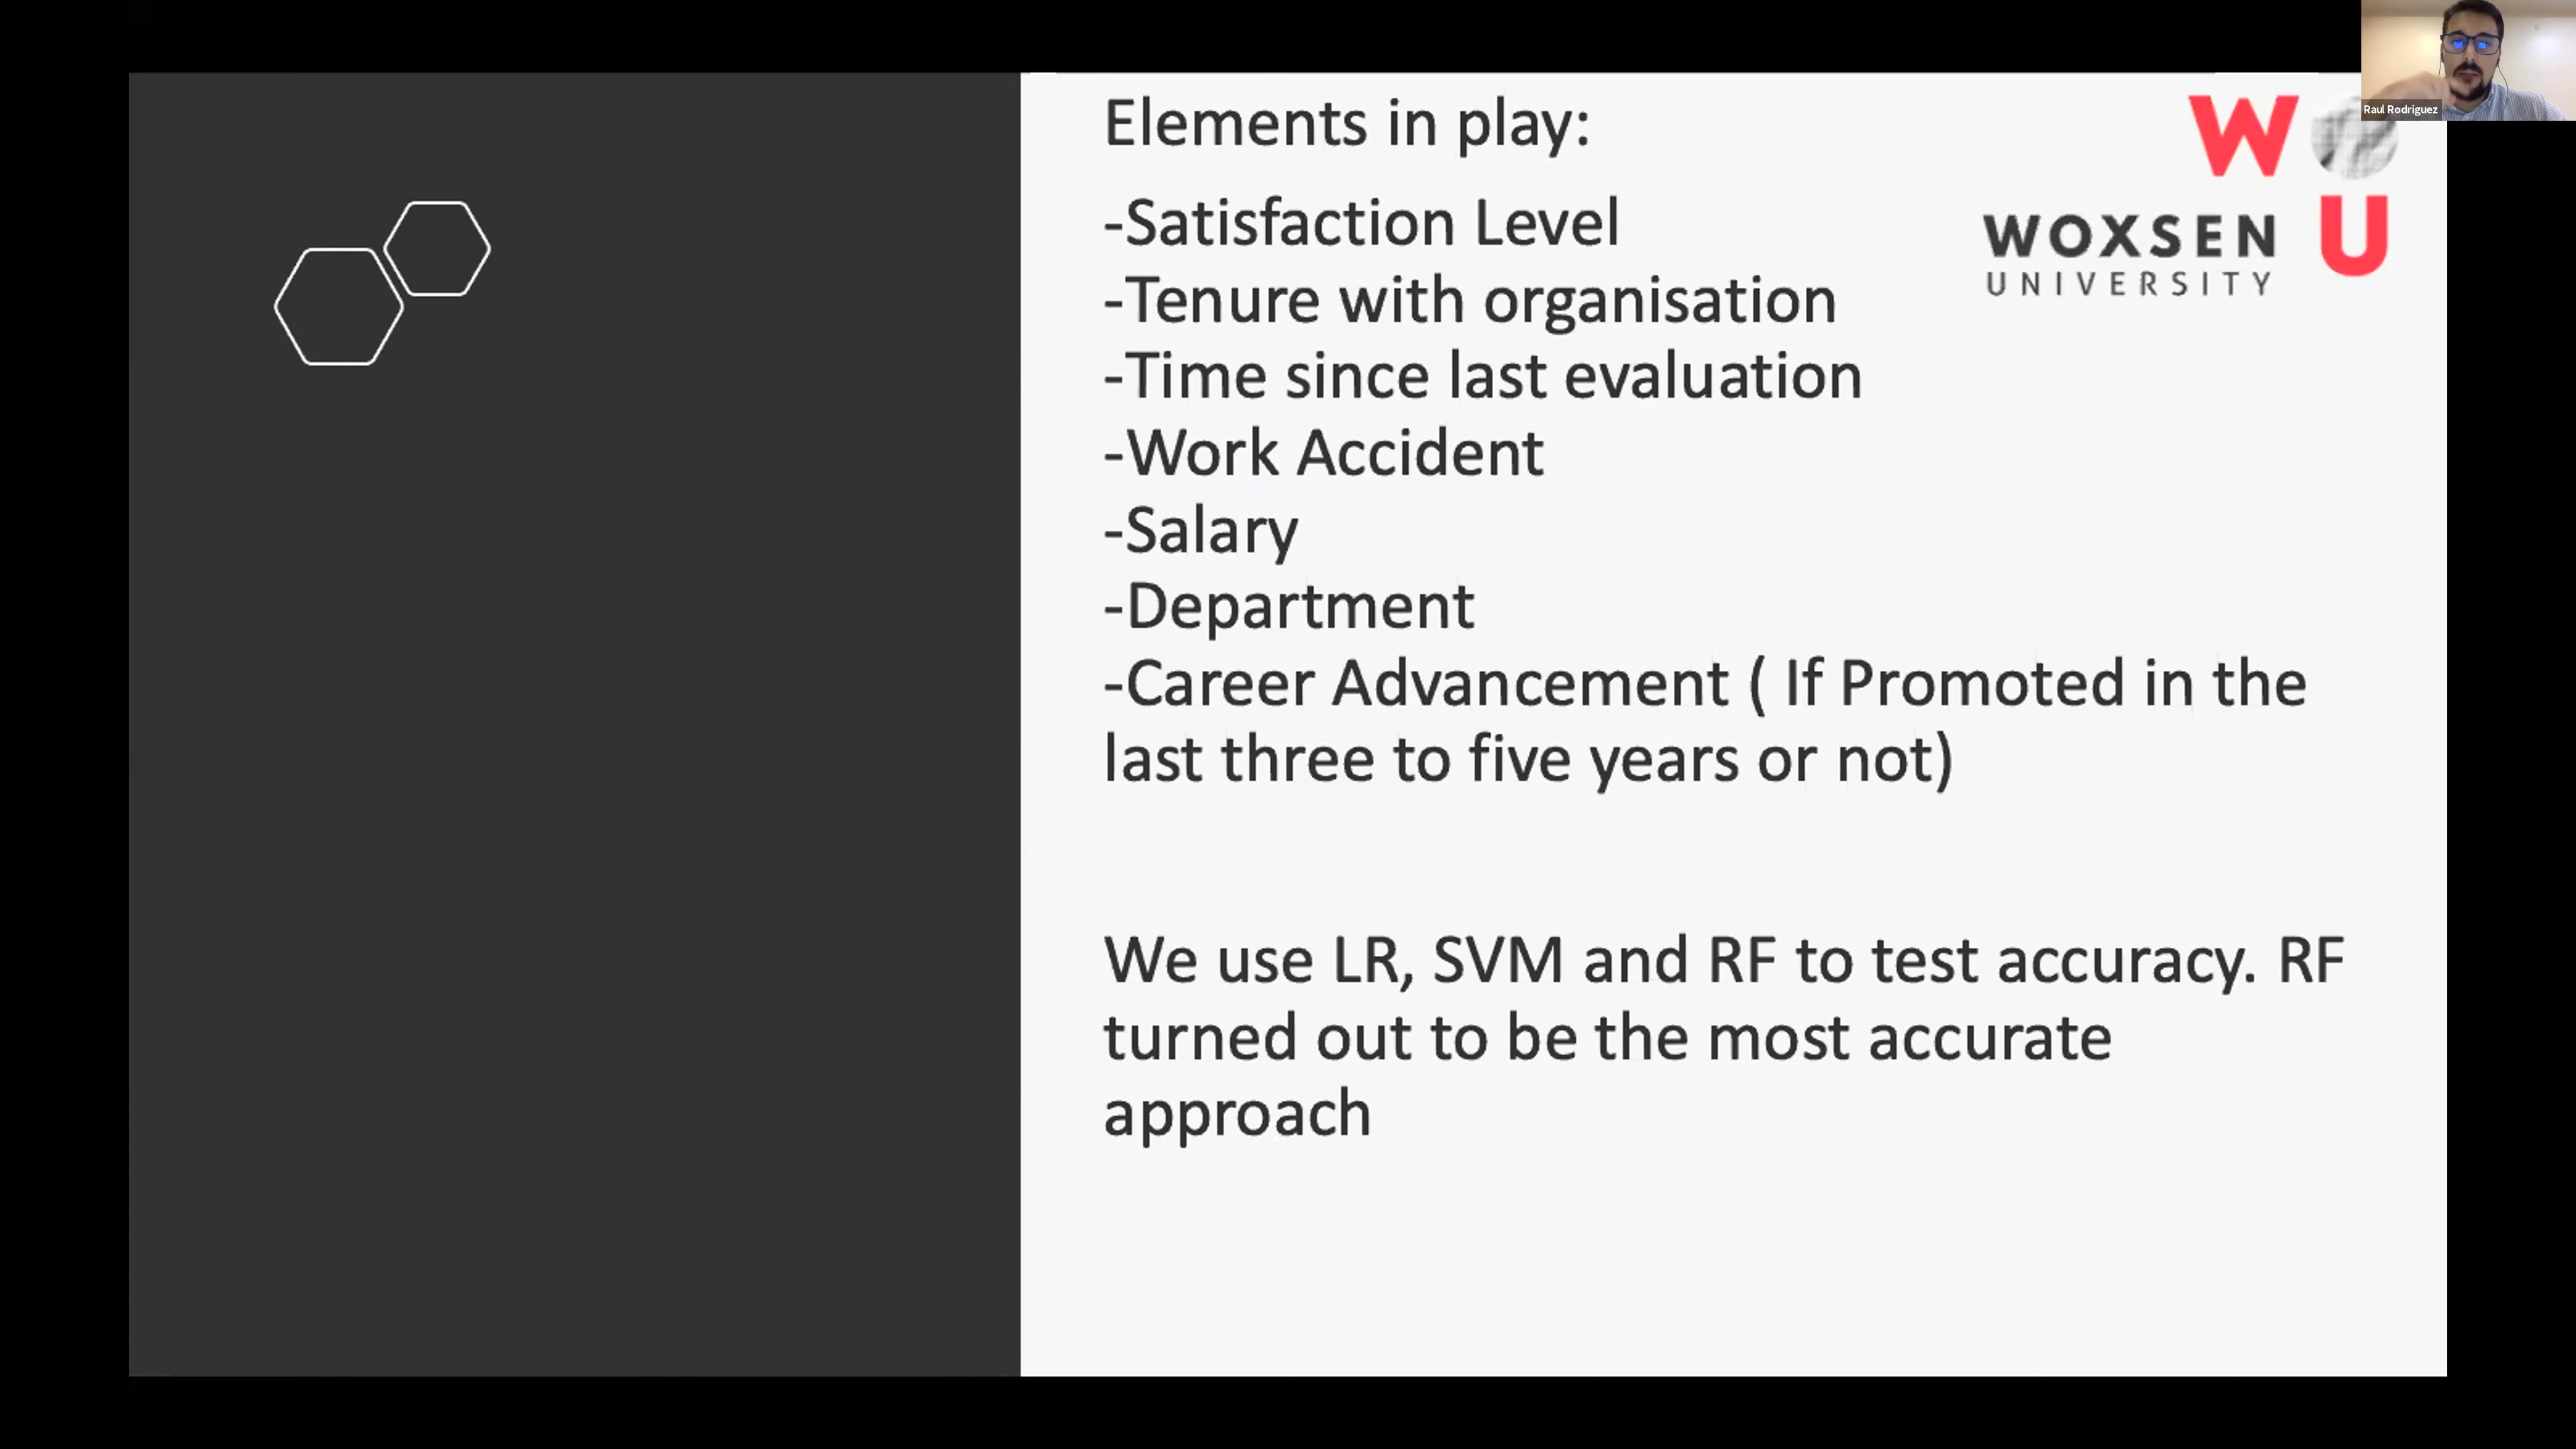 Raul Rodriguez
W U
WOXSEN
UNIVERSITY
Elements in play:
-Satisfaction Level
-Tenure with organisation
-Time since last evaluation
-Work Accident
-Salary
-Department
-Career Advancement ( If Promoted in the
last three to five years or not)
We use LR, SVM and RF to test accuracy. RF
turned out to be the most accurate
approach